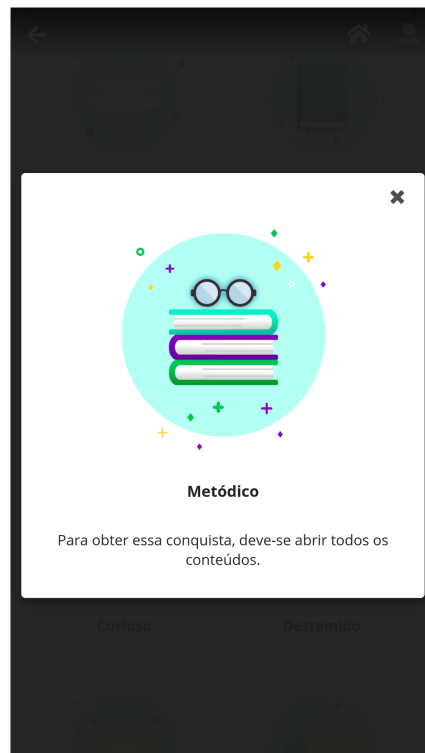 Metódico
Para obter essa conquista, deve-se abrir todos os
conteúdos.
Curioso
Destemido